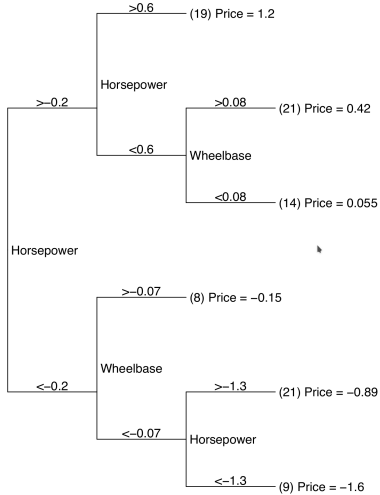 >0.6
(19) Price = 1.2
Horsepower
>−0.2
>0.08
(21) Price = 0.42
<0.6
Wheelbase
<0.08
(14) Price = 0.055
Horsepower
>−0.07
(8) Price = −0.15
Wheelbase
<−0.2
>−1.3
(21) Price = −0.89
<−0.07
Horsepower
<−1.3
(9) Price = −1.6